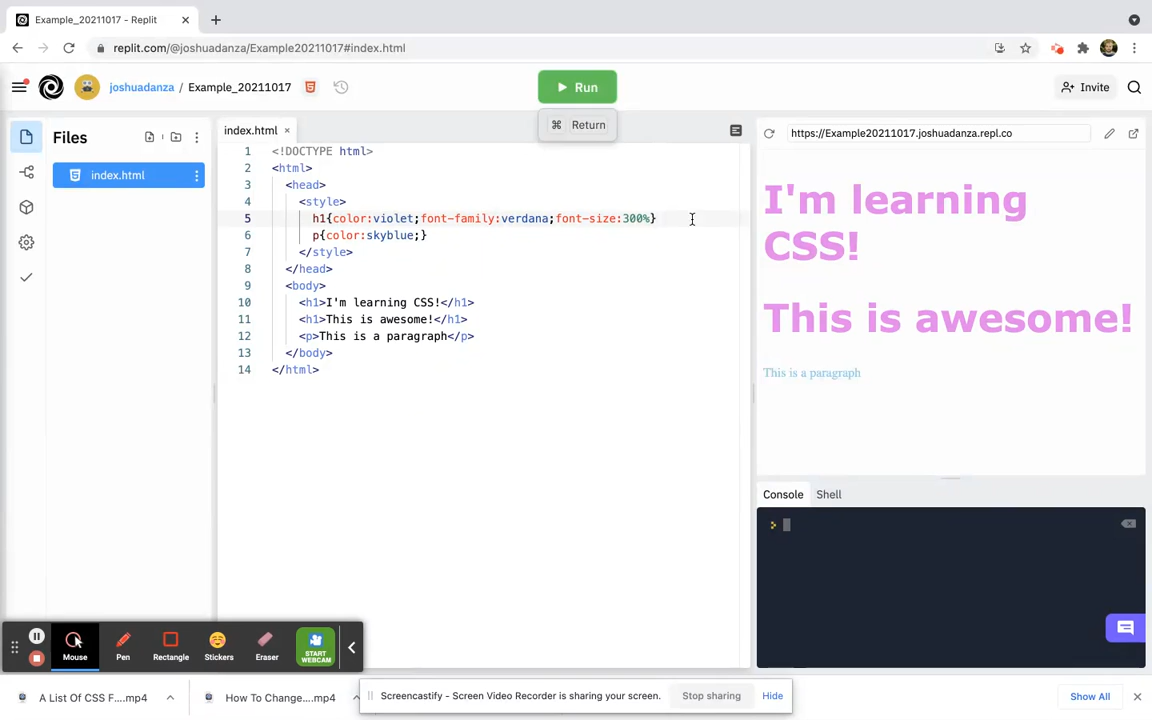 Example_20211017 - Replit
replit.com/@joshuadanza/Example20211017#index.html
joshuadanza / Example_20211017
Run
Invite
⌘ Return
Files
index.html
index.html
1 <!DOCTYPE html>
2 <html>
3 <head>
4 <style>
5 h1{color:violet;font-family:verdana;font-size:300%}
6 p{color:skyblue;}
7 </style>
8 </head>
9 <body>
10 <h1>I'm learning CSS!</h1>
11 <h1>This is awesome!</h1>
12 <p>This is a paragraph</p>
13 </body>
14 </html>
https://Example20211017.joshuadanza.repl.co
I'm learning
CSS!
This is awesome!
This is a paragraph
Console Shell
>
Mouse Pen Rectangle Stickers Eraser
START
WEBCAM
A List Of CSS F....mp4
How To Change....mp4
Screencastify - Screen Video Recorder is sharing your screen.
Stop sharing
Hide
Show All